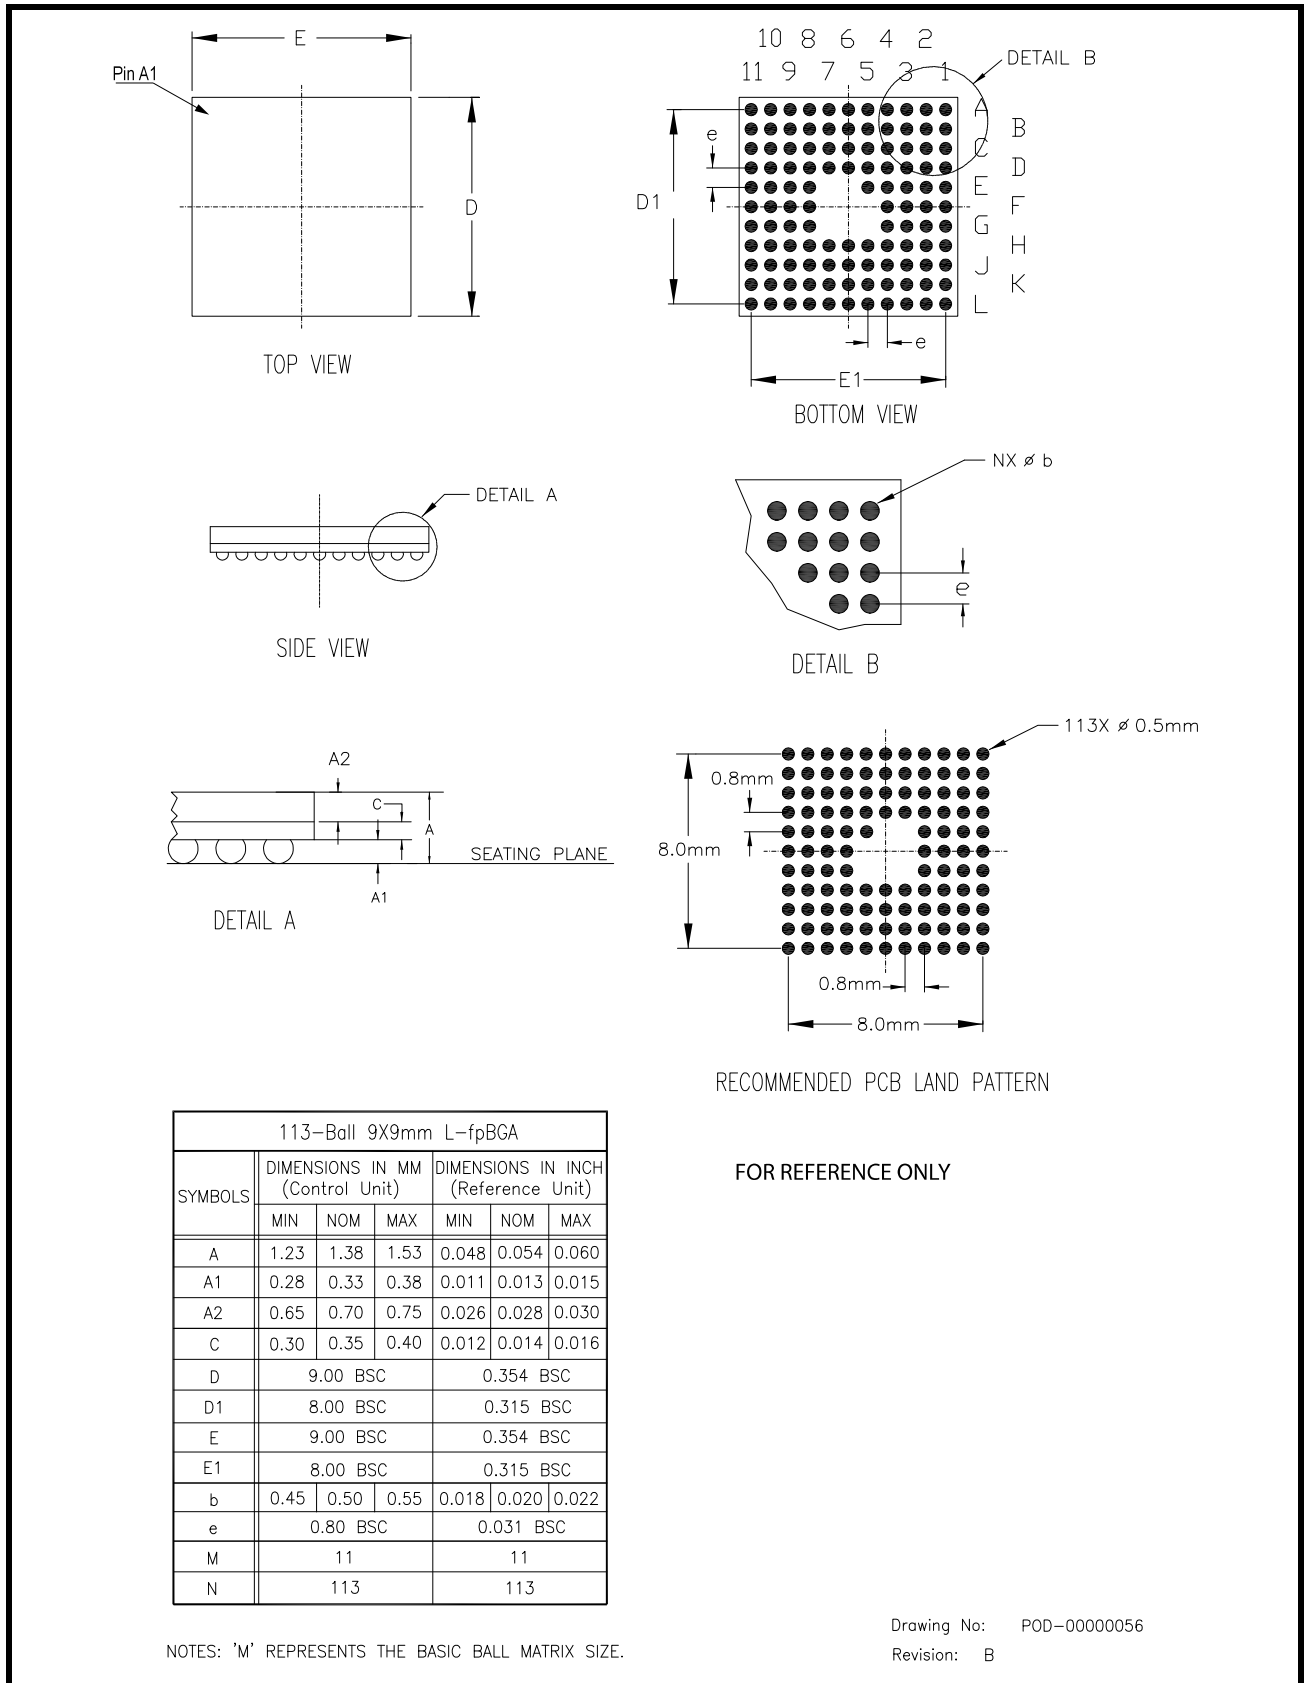 E
Pin A1
D
TOP VIEW
10 8 6 4 2
11 9 7 5 3 1
DETAIL B
A
B
C
D
E
F
G
H
J
K
L
e
D1
e
E1
BOTTOM VIEW
DETAIL A
SIDE VIEW
NX ⌀ b
e
DETAIL B
A2
C
A
SEATING PLANE
A1
DETAIL A
113X ⌀ 0.5mm
0.8mm
8.0mm
0.8mm
8.0mm
RECOMMENDED PCB LAND PATTERN
113-Ball 9X9mm L-fpBGA
SYMBOLS
DIMENSIONS IN MM
(Control Unit)
DIMENSIONS IN INCH
(Reference Unit)
MIN NOM MAX MIN NOM MAX
A 1.23 1.38 1.53 0.048 0.054 0.060
A1 0.28 0.33 0.38 0.011 0.013 0.015
A2 0.65 0.70 0.75 0.026 0.028 0.030
C 0.30 0.35 0.40 0.012 0.014 0.016
D 9.00 BSC 0.354 BSC
D1 8.00 BSC 0.315 BSC
E 9.00 BSC 0.354 BSC
E1 8.00 BSC 0.315 BSC
b 0.45 0.50 0.55 0.018 0.020 0.022
e 0.80 BSC 0.031 BSC
M 11 11
N 113 113
FOR REFERENCE ONLY
NOTES: 'M' REPRESENTS THE BASIC BALL MATRIX SIZE.
Drawing No: POD-00000056
Revision: B